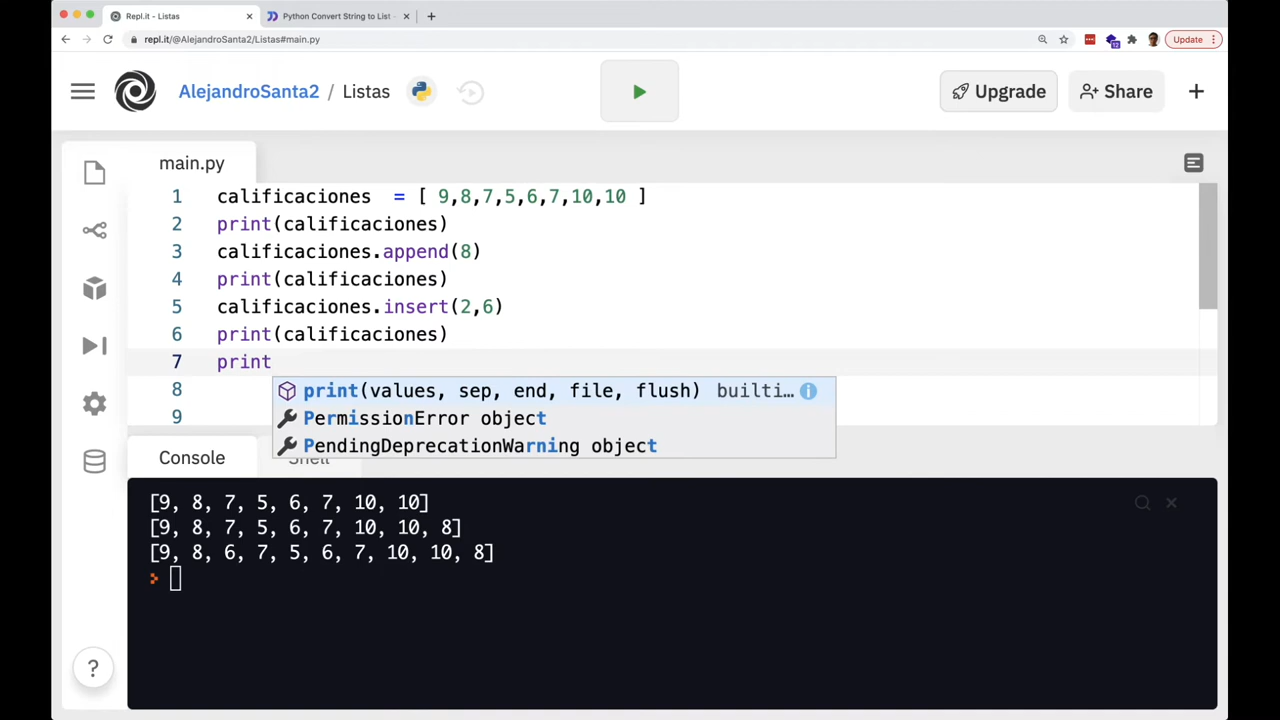 Repl.it - Listas
Python Convert String to List -
repl.it/@AlejandroSanta2/Listas#main.py
12
Update
AlejandroSanta2 / Listas
Upgrade
Share
main.py
1 calificaciones = [ 9,8,7,5,6,7,10,10 ]
2 print(calificaciones)
3 calificaciones.append(8)
4 print(calificaciones)
5 calificaciones.insert(2,6)
6 print(calificaciones)
7 print
8 print(values, sep, end, file, flush) builti…
9 PermissionError object
PendingDeprecationWarning object
Console
Shell
[9, 8, 7, 5, 6, 7, 10, 10]
[9, 8, 7, 5, 6, 7, 10, 10, 8]
[9, 8, 6, 7, 5, 6, 7, 10, 10, 8]
?